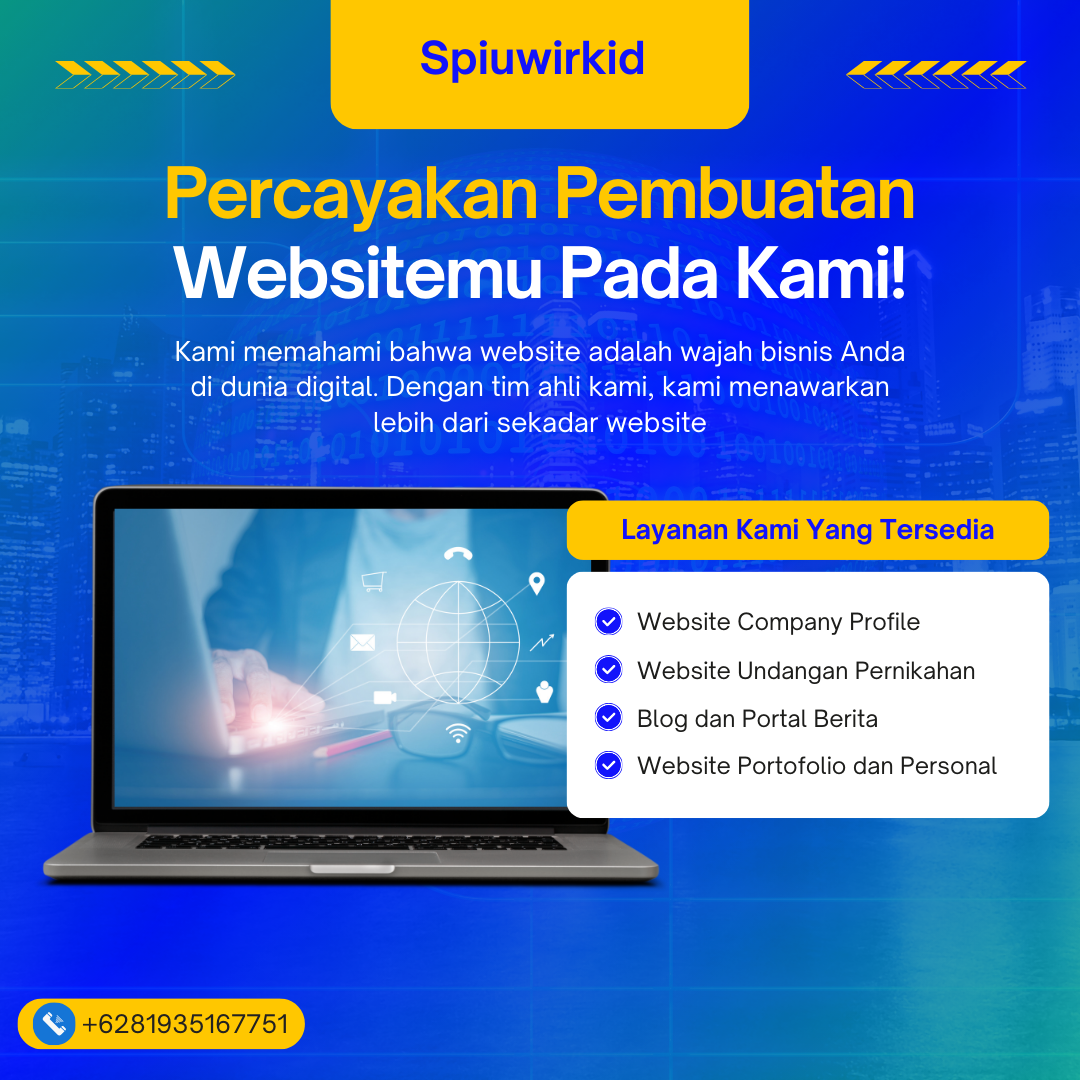 Spiuwirkid
Percayakan Pembuatan
Websitemu Pada Kami!
Kami memahami bahwa website adalah wajah bisnis Anda
di dunia digital. Dengan tim ahli kami, kami menawarkan
lebih dari sekadar website
Layanan Kami Yang Tersedia
Website Company Profile
Website Undangan Pernikahan
Blog dan Portal Berita
Website Portofolio dan Personal
+6281935167751